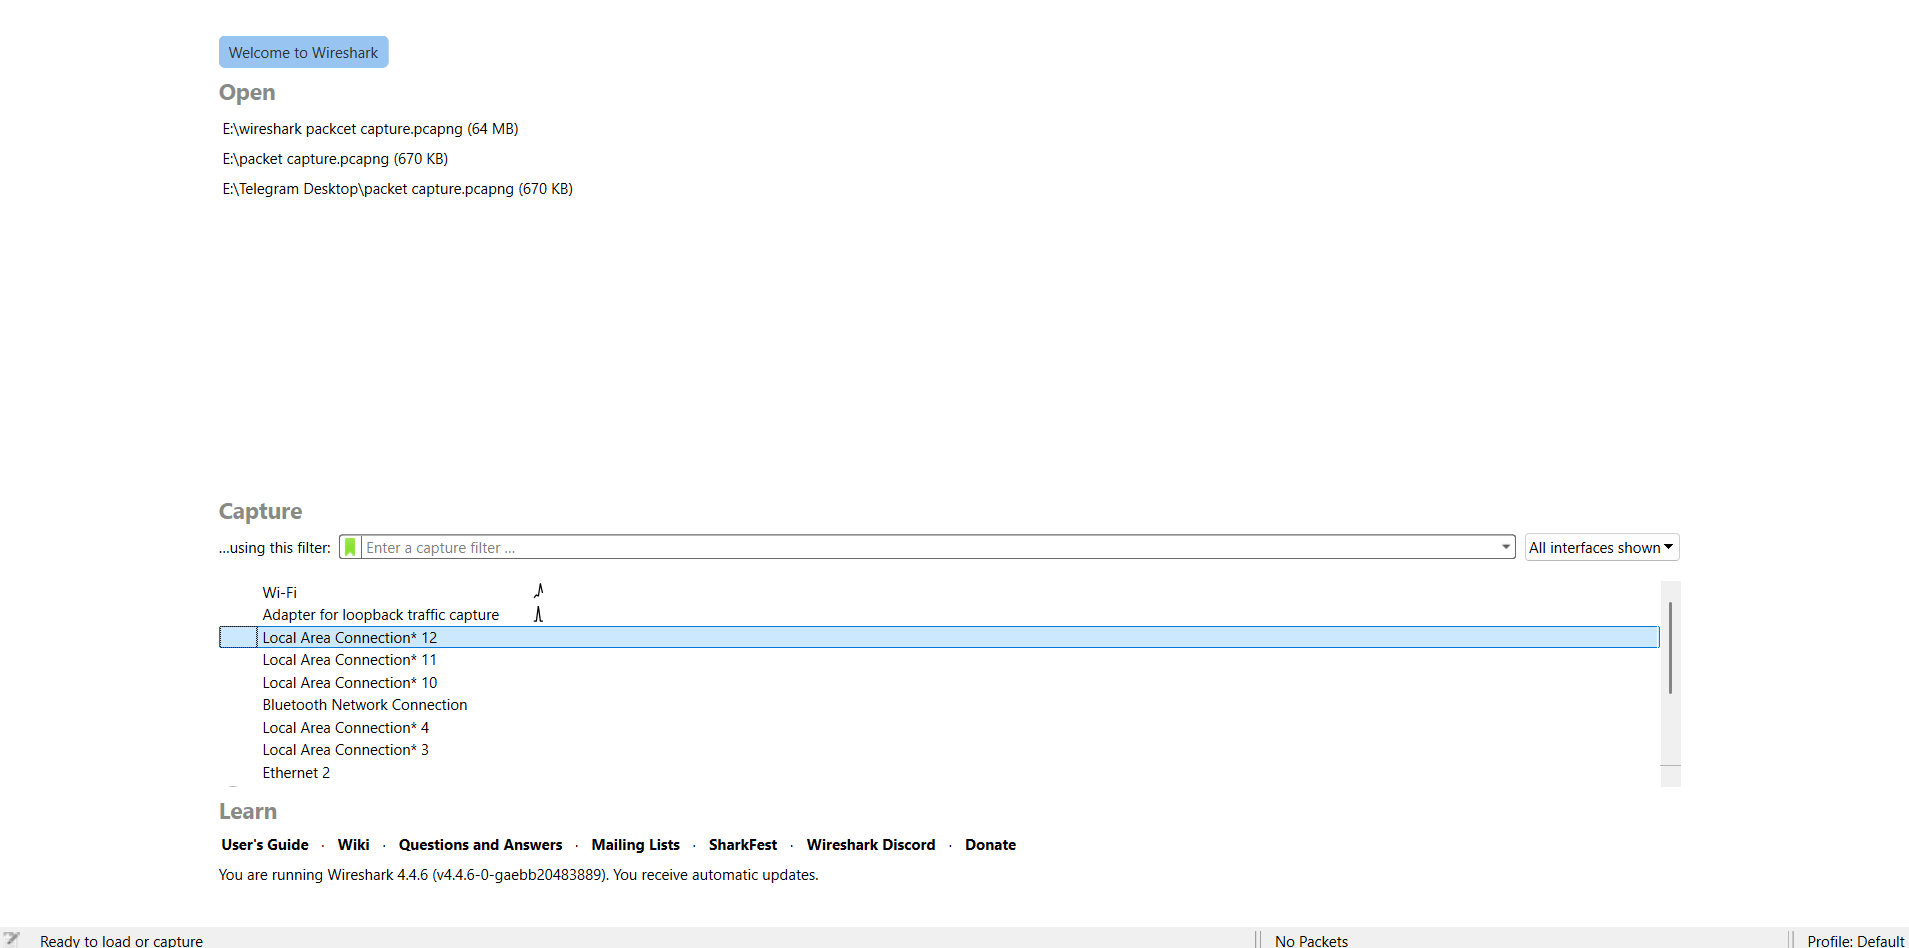 Welcome to Wireshark
Open
E:\wireshark packcet capture.pcapng (64 MB)
E:\packet capture.pcapng (670 KB)
E:\Telegram Desktop\packet capture.pcapng (670 KB)
Capture
...using this filter: Enter a capture filter ... All interfaces shown
Wi-Fi
Adapter for loopback traffic capture
Local Area Connection* 12
Local Area Connection* 11
Local Area Connection* 10
Bluetooth Network Connection
Local Area Connection* 4
Local Area Connection* 3
Ethernet 2
Learn
User's Guide · Wiki · Questions and Answers · Mailing Lists · SharkFest · Wireshark Discord · Donate
You are running Wireshark 4.4.6 (v4.4.6-0-gaebb20483889). You receive automatic updates.
Ready to load or capture No Packets Profile: Default